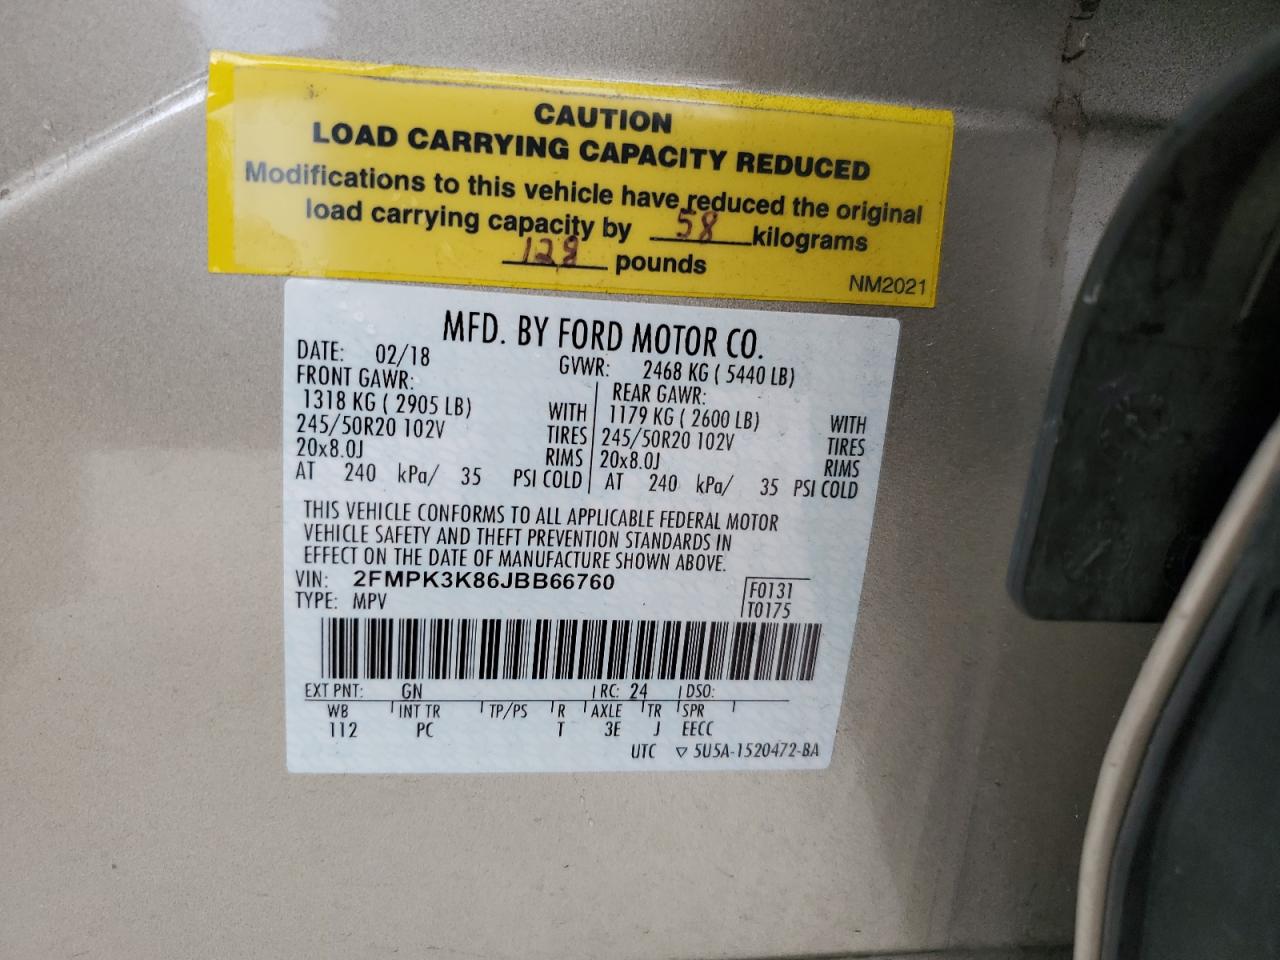 CAUTION
LOAD CARRYING CAPACITY REDUCED
Modifications to this vehicle have reduced the original
load carrying capacity by 58 kilograms
128 pounds
NM2021
MFD. BY FORD MOTOR CO.
DATE: 02/18 GVWR: 2468 KG ( 5440 LB)
FRONT GAWR: REAR GAWR:
1318 KG ( 2905 LB) WITH 1179 KG ( 2600 LB) WITH
245/50R20 102V TIRES 245/50R20 102V TIRES
20x8.0J RIMS 20x8.0J RIMS
AT 240 kPa/ 35 PSI COLD AT 240 kPa/ 35 PSI COLD
THIS VEHICLE CONFORMS TO ALL APPLICABLE FEDERAL MOTOR
VEHICLE SAFETY AND THEFT PREVENTION STANDARDS IN
EFFECT ON THE DATE OF MANUFACTURE SHOWN ABOVE.
VIN: 2FMPK3K86JBB66760 F0131
TYPE: MPV T0175
EXT PNT: GN RC: 24 DSO:
WB INT TR TP/PS R AXLE TR SPR
112 PC T 3E J EECC
UTC ▽ 5U5A-1520472-BA